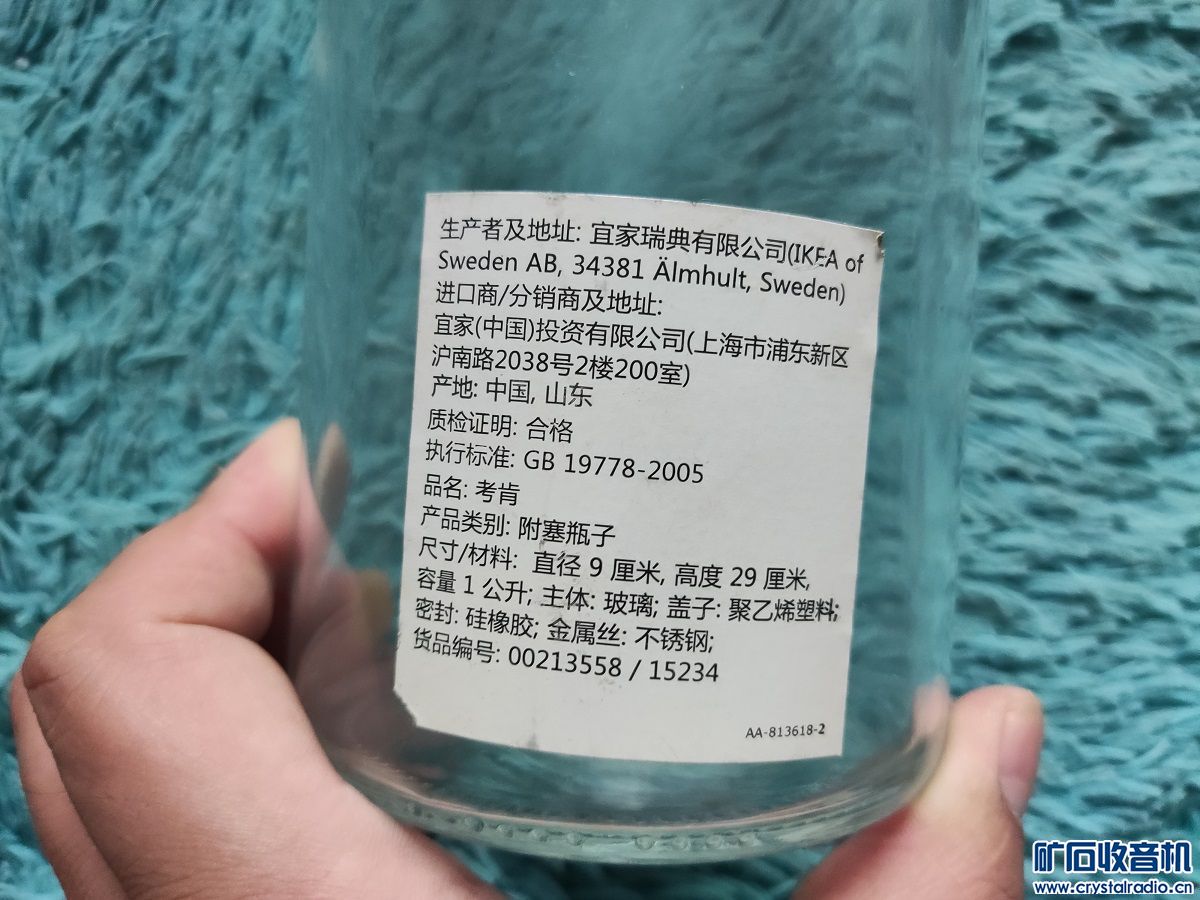 生产者及地址: 宜家瑞典有限公司(IKEA of
Sweden AB, 34381 Älmhult, Sweden)
进口商/分销商及地址:
宜家(中国)投资有限公司(上海市浦东新区
沪南路2038号2楼200室)
产地: 中国, 山东
质检证明: 合格
执行标准: GB 19778-2005
品名: 考肯
产品类别: 附塞瓶子
尺寸/材料: 直径 9 厘米, 高度 29 厘米,
容量 1 公升; 主体: 玻璃; 盖子: 聚乙烯塑料;
密封: 硅橡胶; 金属丝: 不锈钢;
货品编号: 00213558 / 15234
AA-813618-2
矿石收音机
www.crystalradio.cn